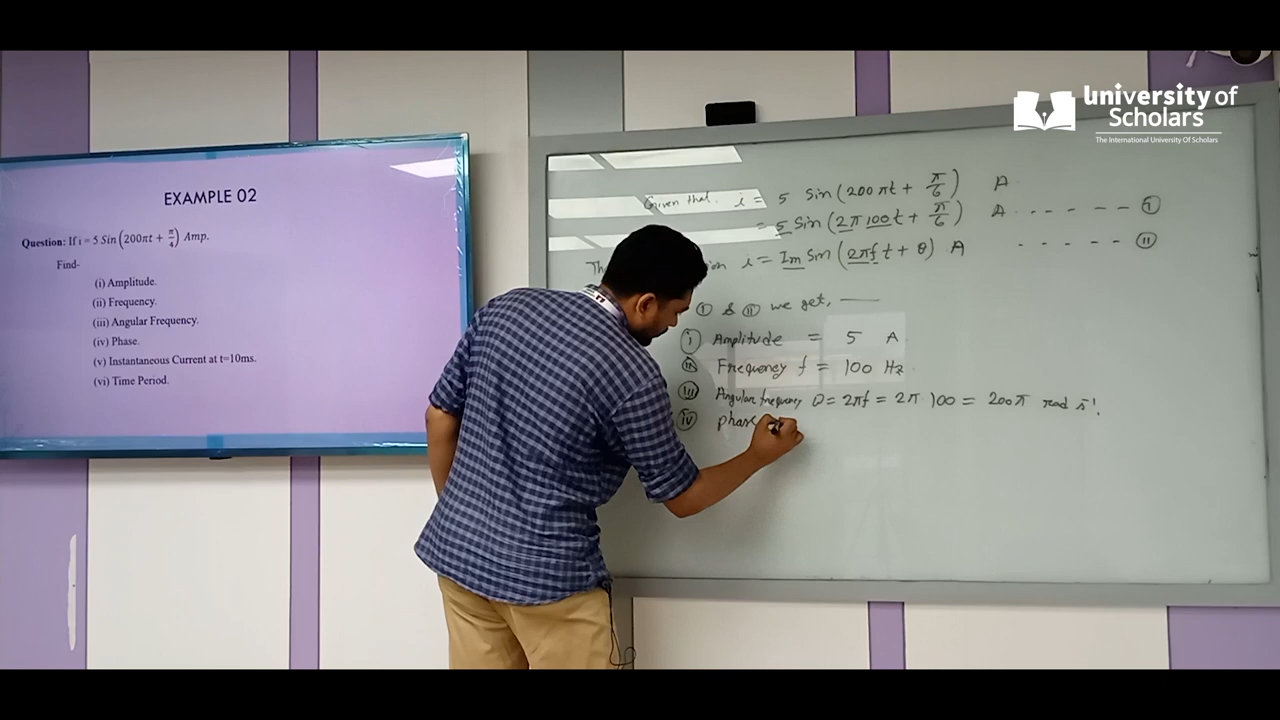 University of
Scholars
The International University Of Scholars
EXAMPLE 02
Question: If i = 5 Sin(200πt + π/4) Amp.
Find-
(i) Amplitude.
(ii) Frequency.
(iii) Angular Frequency.
(iv) Phase.
(v) Instantaneous Current at t=10ms.
(vi) Time Period.
Given that. i = 5 Sin(200πt + π/6) A
= 5 Sin(2π 100t + π/6) A ------ (i)
i = Im Sin(2πf t + θ) A ----- (ii)
(i) & (ii) we get,
(i) Amplitude = 5 A
(ii) Frequency f = 100 Hz.
(iii) Angular frequency ω = 2πf = 2π 100 = 200π rad s⁻¹.
(iv) phase